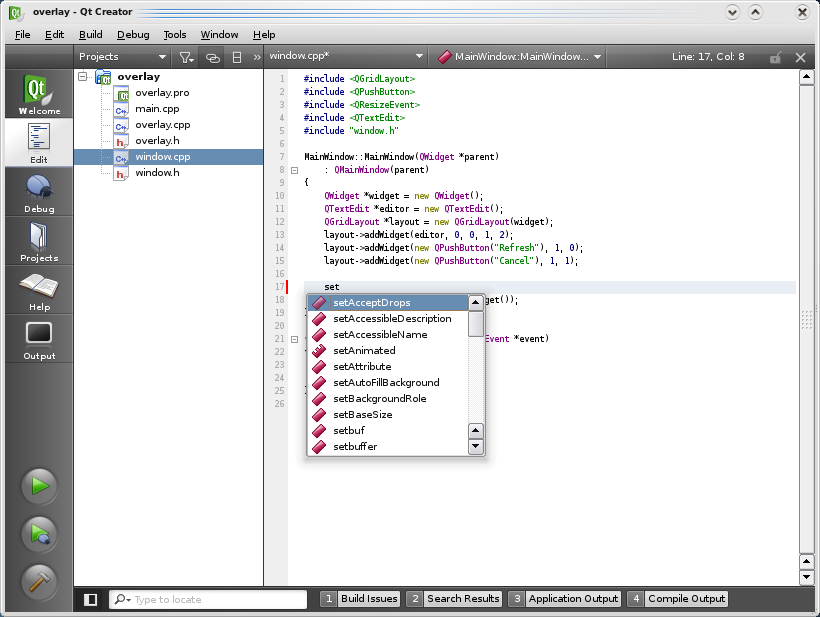 overlay - Qt Creator
File Edit Build Debug Tools Window Help
Projects
window.cpp*
MainWindow::MainWindow...
Line: 17, Col: 8
Welcome
Edit
Debug
Projects
Help
Output
overlay
overlay.pro
main.cpp
overlay.cpp
overlay.h
window.cpp
window.h
1 #include <QGridLayout>
2 #include <QPushButton>
3 #include <QResizeEvent>
4 #include <QTextEdit>
5 #include "window.h"
6
7 MainWindow::MainWindow(QWidget *parent)
8 : QMainWindow(parent)
9 {
10 QWidget *widget = new QWidget();
11 QTextEdit *editor = new QTextEdit();
12 QGridLayout *layout = new QGridLayout(widget);
13 layout->addWidget(editor, 0, 0, 1, 2);
14 layout->addWidget(new QPushButton("Refresh"), 1, 0);
15 layout->addWidget(new QPushButton("Cancel"), 1, 1);
16
17 set
18 get());
19
20
21 Event *event)
22
23
24
25
26
setAcceptDrops
setAccessibleDescription
setAccessibleName
setAnimated
setAttribute
setAutoFillBackground
setBackgroundRole
setBaseSize
setbuf
setbuffer
Type to locate
1 Build Issues
2 Search Results
3 Application Output
4 Compile Output